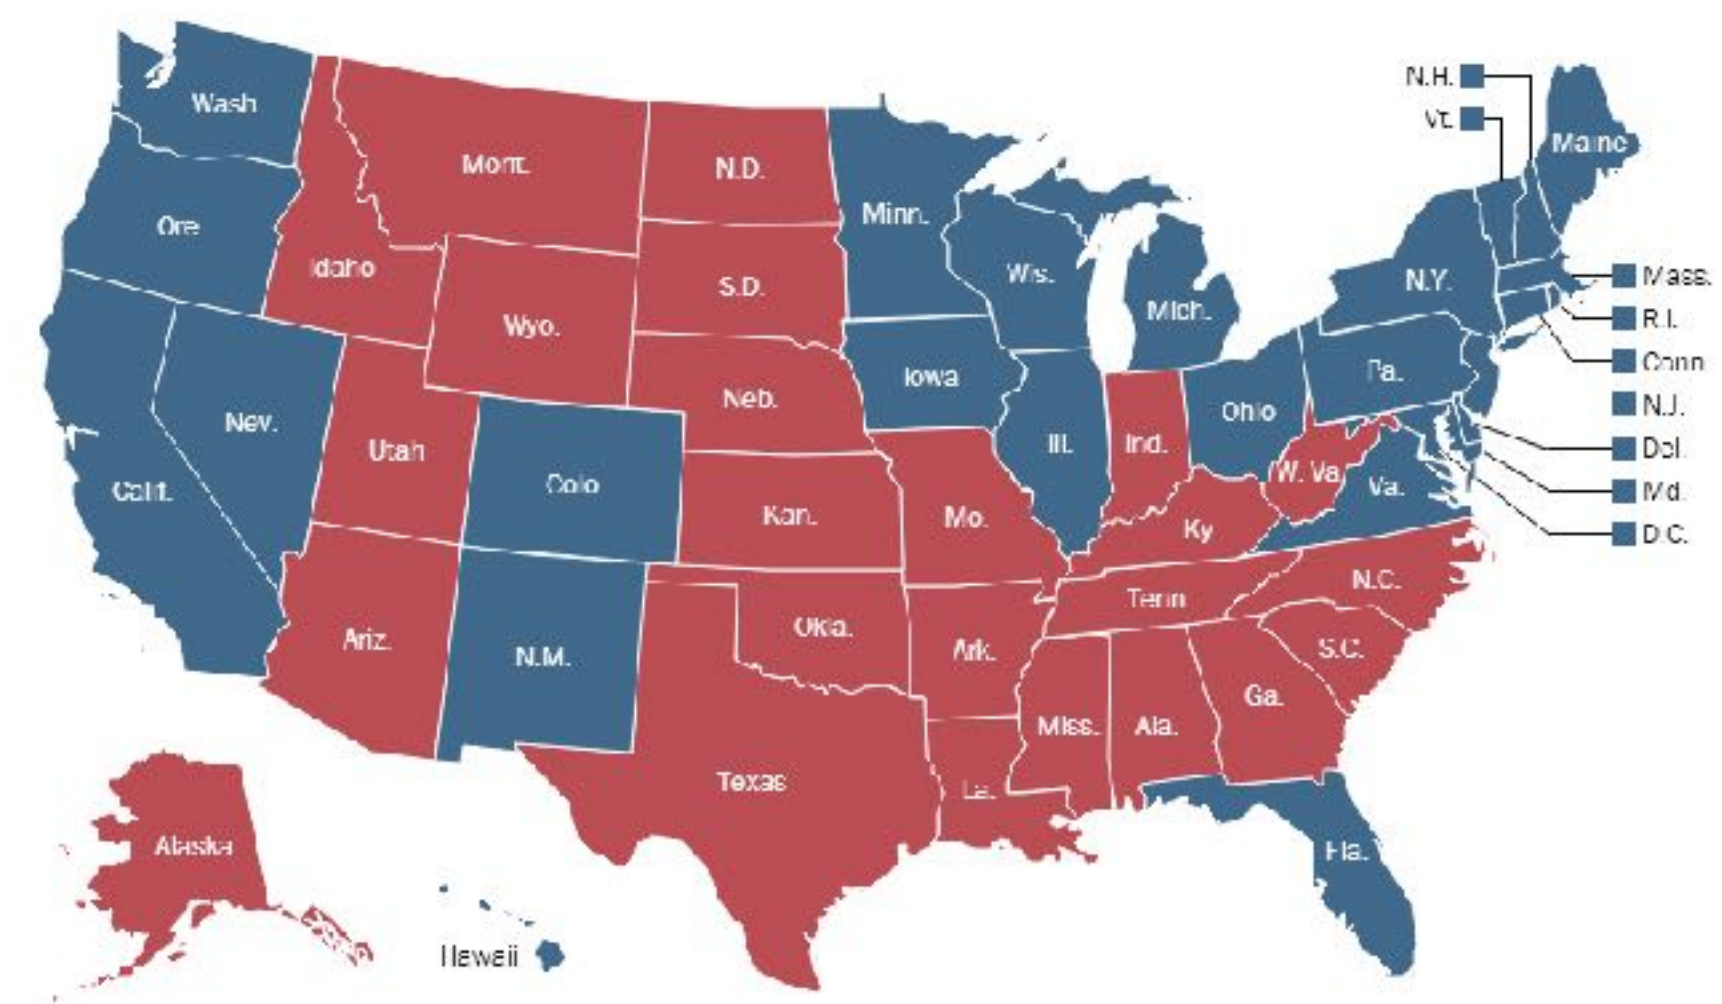 Wash
Ore
Calif.
Nev.
Idaho
Mont.
Wyo.
Utah
Colo
Ariz.
N.M.
N.D.
S.D.
Neb.
Kan.
Okla.
Texas
Minn.
Iowa
Mo.
Ark.
La.
Wis.
Ill.
Mich.
Ind.
Ohio
Ky
Tenn
Miss.
Ala.
Ga.
Fla.
S.C.
N.C.
Va.
W. Va
Pa.
N.Y.
Maine
N.H.
Vt.
Mass.
R.I.
Conn
N.J.
Del.
Md.
D.C.
Alaska
Hawaii